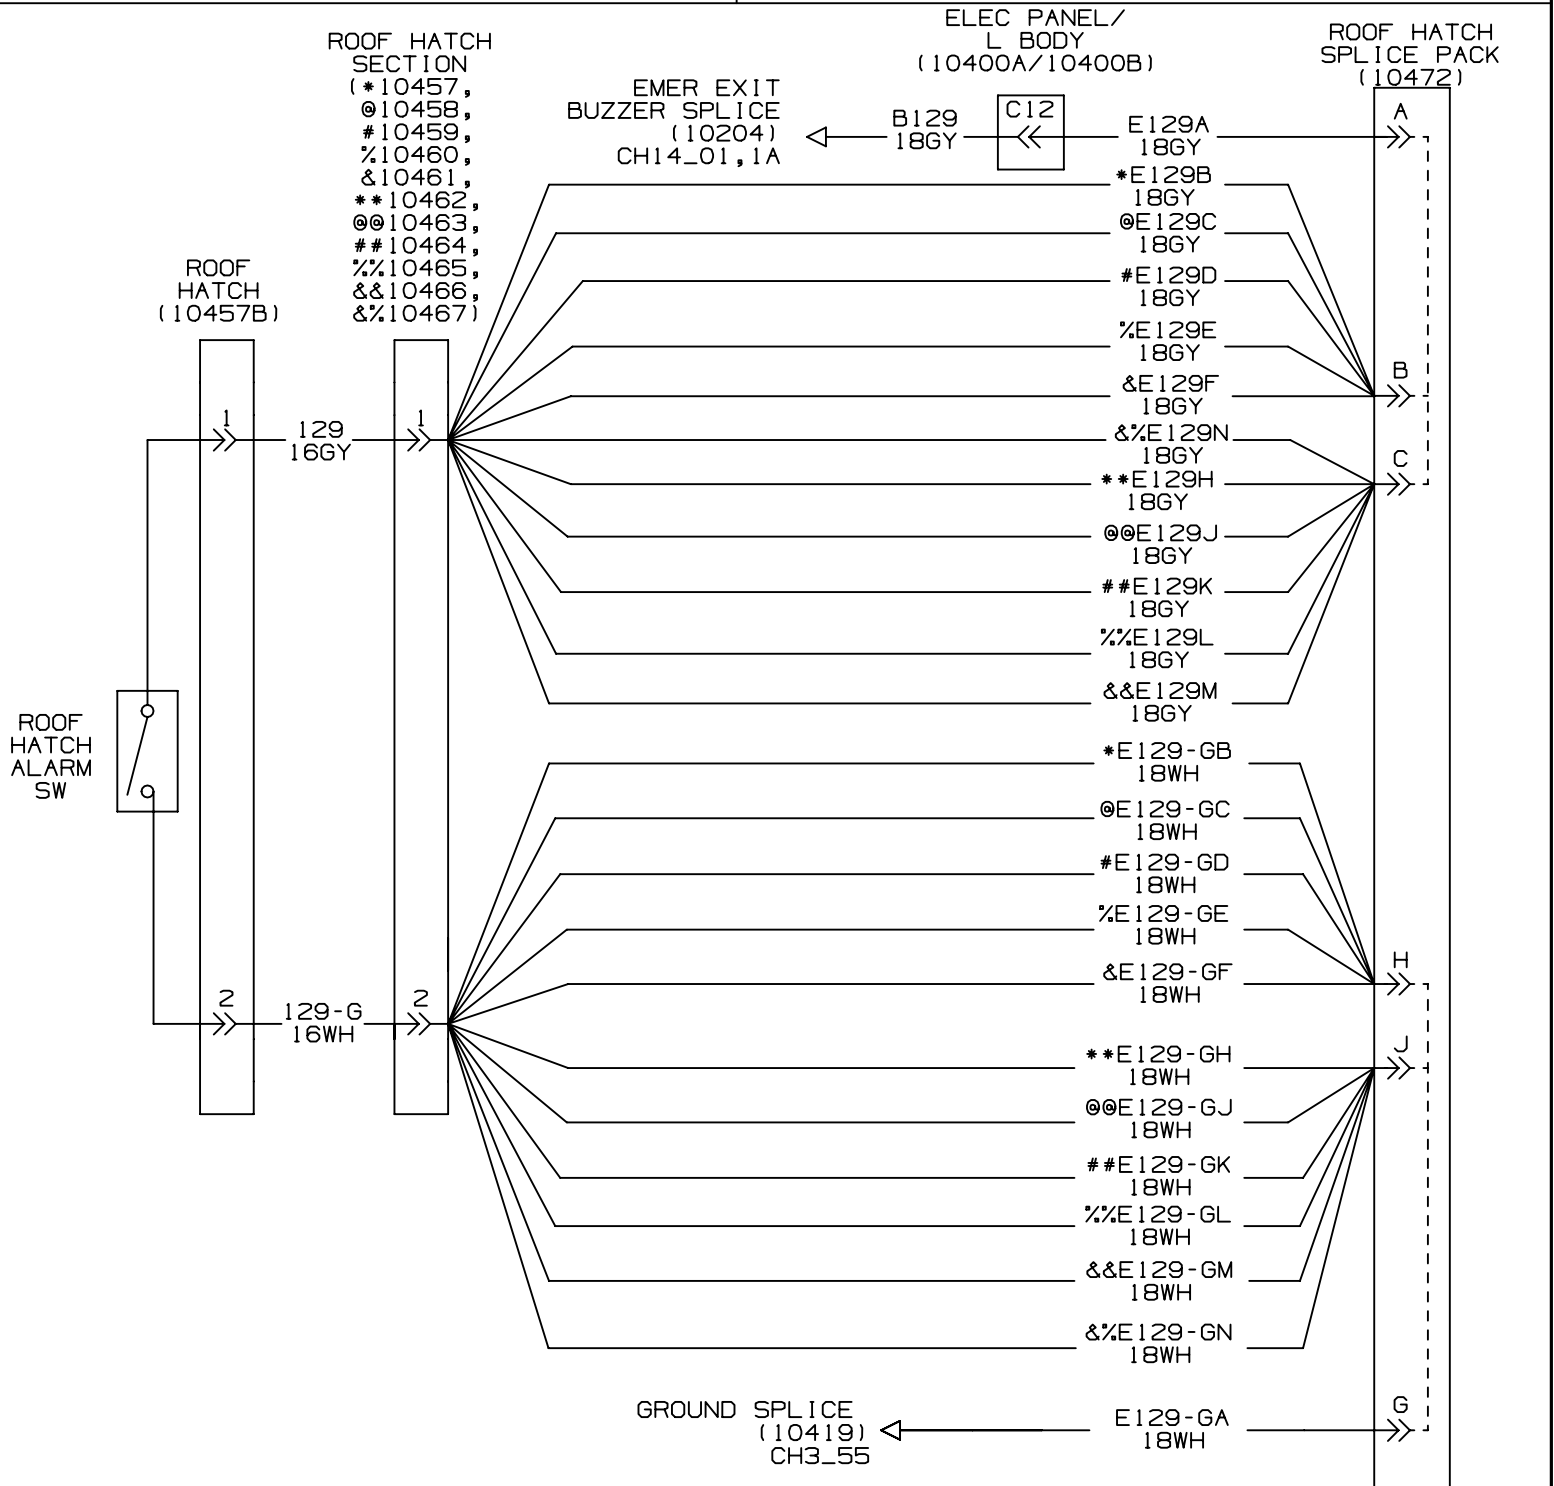 ROOF HATCH
SECTION
(*10457,
@10458,
#10459,
%10460,
&10461,
**10462,
@@10463,
##10464,
%%10465,
&&10466,
&%10467)
ROOF
HATCH
(10457B)
EMER EXIT
BUZZER SPLICE
(10204)
CH14_01,1A
ELEC PANEL/
L BODY
(10400A/10400B)
ROOF HATCH
SPLICE PACK
(10472)
B129
18GY
C12
E129A
18GY
A
*E129B
18GY
@E129C
18GY
#E129D
18GY
%E129E
18GY
&E129F
18GY
B
1
129
16GY
1
&%E129N
18GY
C
**E129H
18GY
@@E129J
18GY
##E129K
18GY
%%E129L
18GY
&&E129M
18GY
ROOF
HATCH
ALARM
SW
*E129-GB
18WH
@E129-GC
18WH
#E129-GD
18WH
%E129-GE
18WH
&E129-GF
18WH
H
2
129-G
16WH
2
**E129-GH
18WH
J
@@E129-GJ
18WH
##E129-GK
18WH
%%E129-GL
18WH
&&E129-GM
18WH
&%E129-GN
18WH
GROUND SPLICE
(10419)
CH3_55
E129-GA
18WH
G